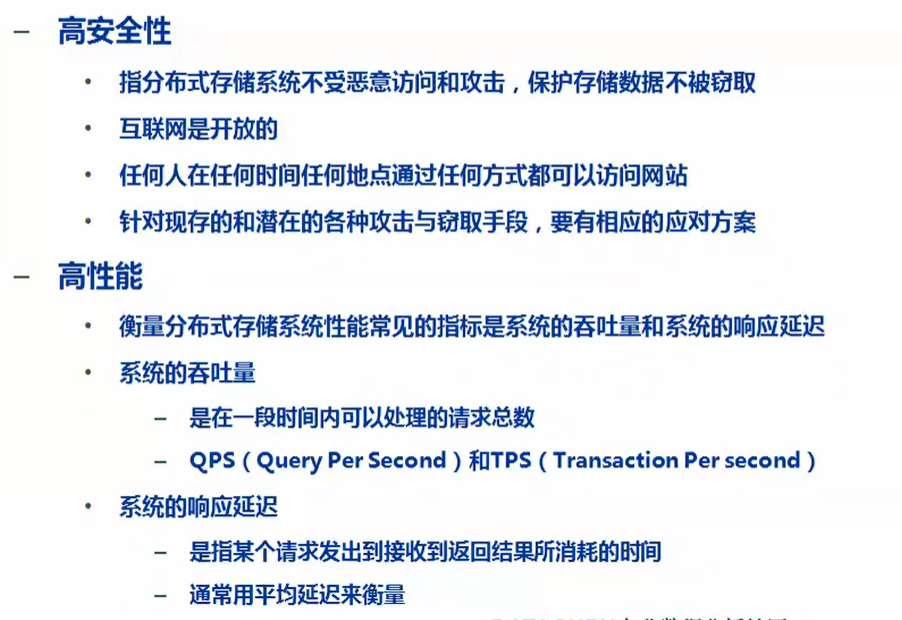 – 高安全性
• 指分布式存储系统不受恶意访问和攻击，保护存储数据不被窃取
• 互联网是开放的
• 任何人在任何时间任何地点通过任何方式都可以访问网站
• 针对现存的和潜在的各种攻击与窃取手段，要有相应的应对方案
– 高性能
• 衡量分布式存储系统性能常见的指标是系统的吞吐量和系统的响应延迟
• 系统的吞吐量
– 是在一段时间内可以处理的请求总数
– QPS（Query Per Second）和TPS（Transaction Per second）
• 系统的响应延迟
– 是指某个请求发出到接收到返回结果所消耗的时间
– 通常用平均延迟来衡量